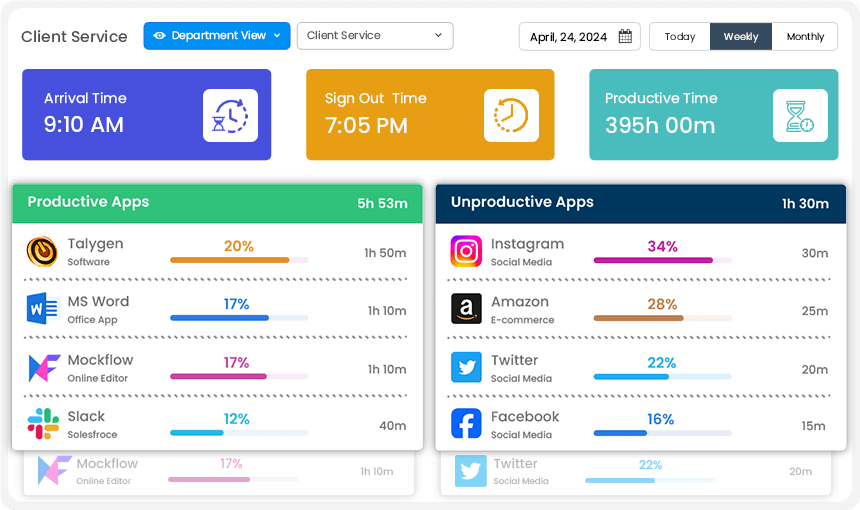 Client Service
Department View
Client Service
April, 24, 2024
Today
Weekly
Monthly
Arrival Time
9:10 AM
Sign Out Time
7:05 PM
Productive Time
395h 00m
Productive Apps
5h 53m
Talygen
Software
20%
1h 50m
MS Word
Office App
17%
1h 10m
Mockflow
Online Editor
17%
1h 10m
Slack
Solesfroce
12%
40m
Mockflow
Online Editor
17%
1h 10m
Unproductive Apps
1h 30m
Instagram
Social Media
34%
30m
Amazon
E-commerce
28%
25m
Twitter
Social Media
22%
20m
Facebook
Social Media
16%
15m
Twitter
Social Media
22%
20m